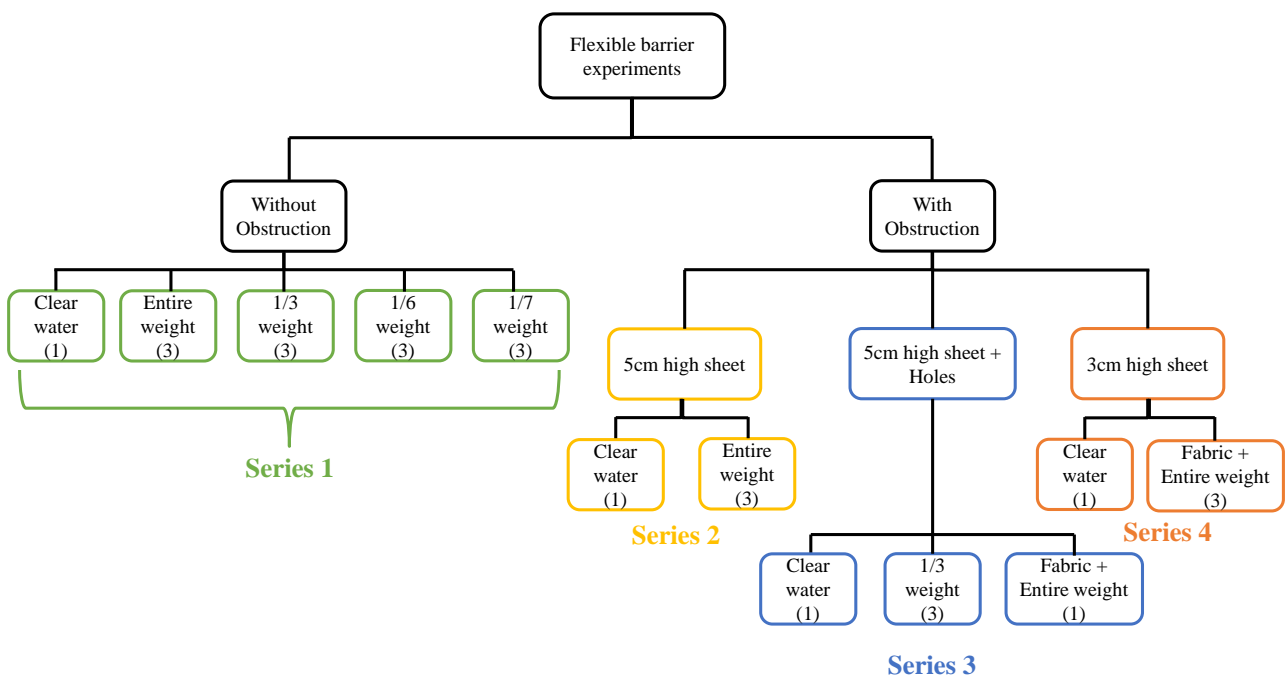 Flexible barrier
experiments
Without
Obstruction
With
Obstruction
Clear
water
(1)
Entire
weight
(3)
1/3
weight
(3)
1/6
weight
(3)
1/7
weight
(3)
Series 1
5cm high sheet
5cm high sheet +
Holes
3cm high sheet
Clear
water
(1)
Entire
weight
(3)
Series 2
Clear
water
(1)
Fabric +
Entire weight
(3)
Series 4
Clear
water
(1)
1/3
weight
(3)
Fabric +
Entire weight
(1)
Series 3